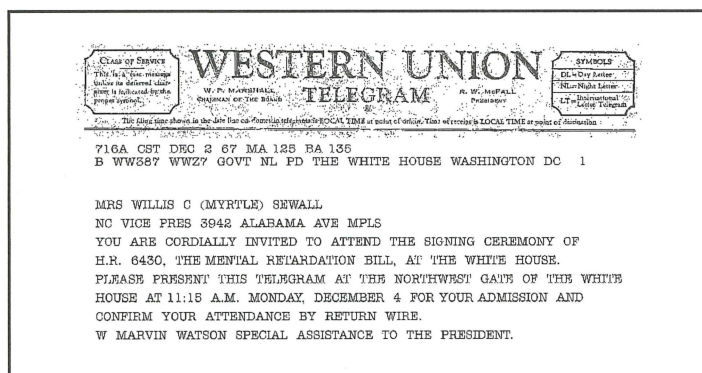 CLASS OF SERVICE
This is a fast message
unless its deferred char-
acter is indicated by the
proper symbol.
WESTERN UNION
TELEGRAM
W. P. MARSHALL
CHAIRMAN OF THE BOARD
R. W. McFALL
PRESIDENT
SYMBOLS
DL=Day Letter
NL=Night Letter
LT=International Letter Telegram
The filing time shown in the date line on domestic telegrams is LOCAL TIME at point of origin. Time of receipt is LOCAL TIME at point of destination
716A CST DEC 2 67 MA 125 BA 135
B WW387 WWZ7 GOVT NL PD THE WHITE HOUSE WASHINGTON DC 1
MRS WILLIS C (MYRTLE) SEWALL
NC VICE PRES 3942 ALABAMA AVE MPLS
YOU ARE CORDIALLY INVITED TO ATTEND THE SIGNING CEREMONY OF
H.R. 6430, THE MENTAL RETARDATION BILL, AT THE WHITE HOUSE.
PLEASE PRESENT THIS TELEGRAM AT THE NORTHWEST GATE OF THE WHITE
HOUSE AT 11:15 A.M. MONDAY, DECEMBER 4 FOR YOUR ADMISSION AND
CONFIRM YOUR ATTENDANCE BY RETURN WIRE.
W MARVIN WATSON SPECIAL ASSISTANCE TO THE PRESIDENT.